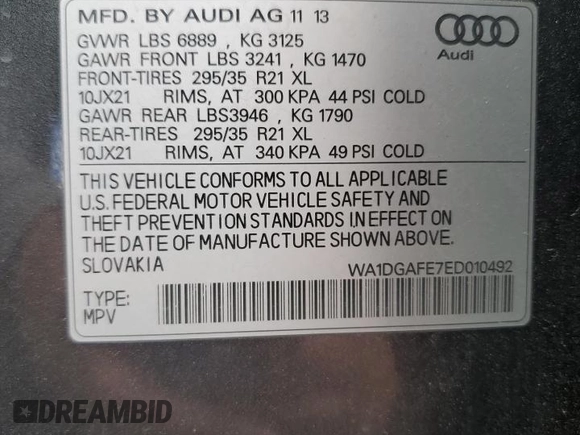 MFD. BY AUDI AG 11 13
GVWR LBS 6889 , KG 3125
GAWR FRONT LBS 3241 , KG 1470
FRONT-TIRES 295/35 R21 XL
10JX21 RIMS, AT 300 KPA 44 PSI COLD
GAWR REAR LBS3946 , KG 1790
REAR-TIRES 295/35 R21 XL
10JX21 RIMS, AT 340 KPA 49 PSI COLD
Audi
THIS VEHICLE CONFORMS TO ALL APPLICABLE
U.S. FEDERAL MOTOR VEHICLE SAFETY AND
THEFT PREVENTION STANDARDS IN EFFECT ON
THE DATE OF MANUFACTURE SHOWN ABOVE.
SLOVAKIA WA1DGAFE7ED010492
TYPE:
MPV
DREAMBID